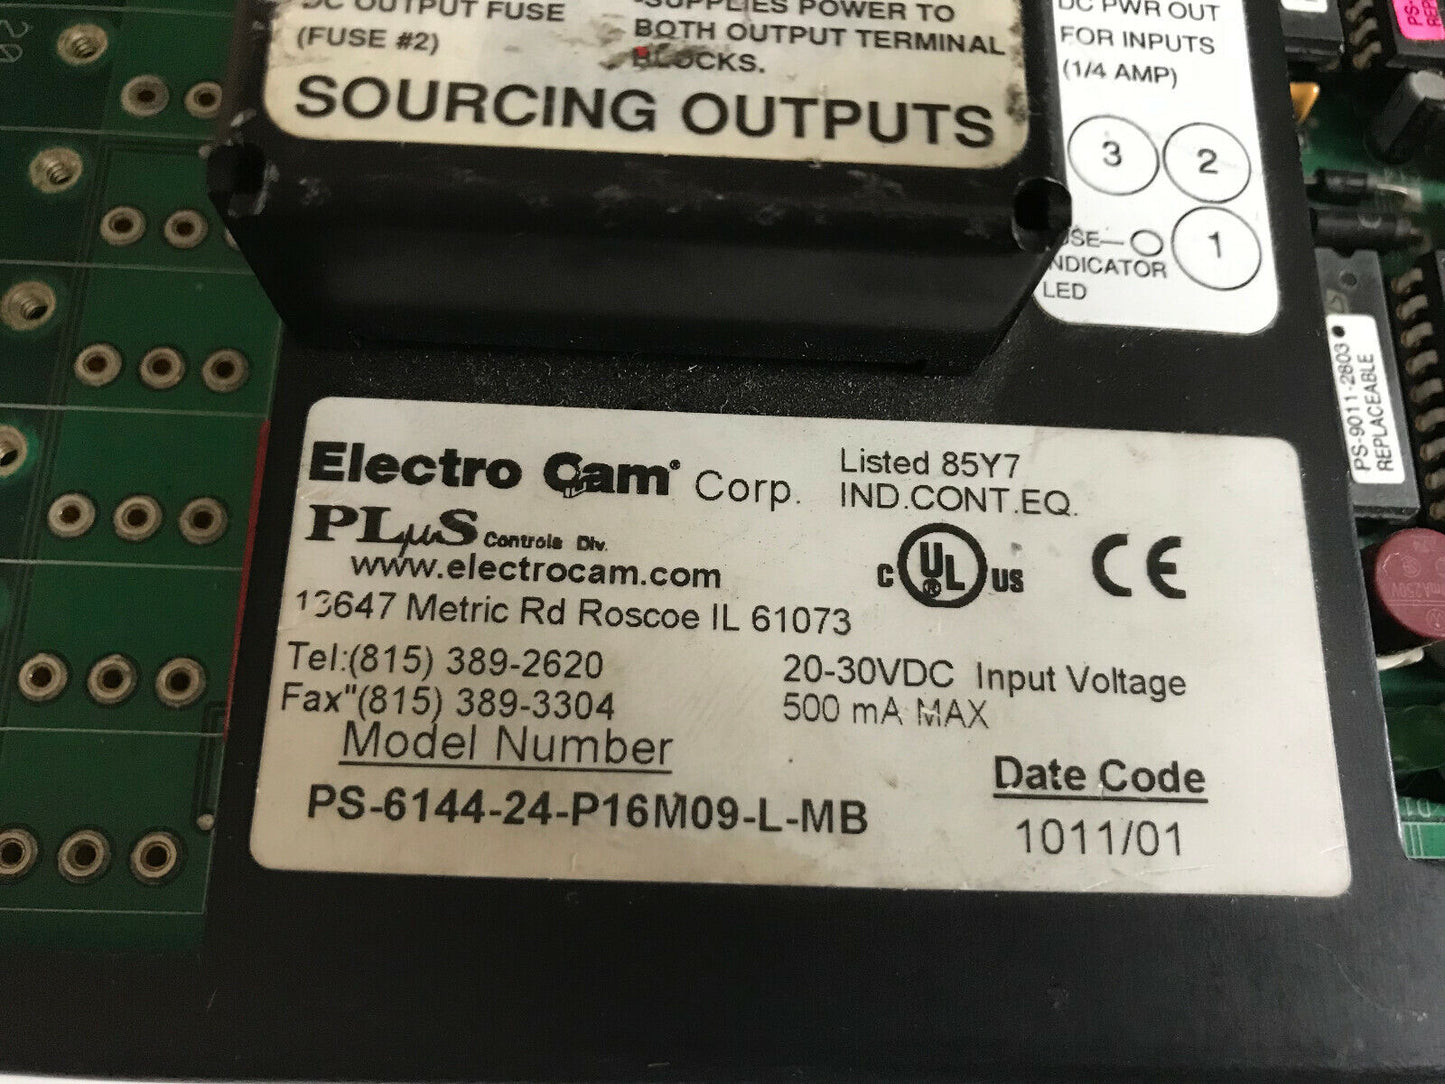 DC OUTPUT FUSE
(FUSE #2)
SUPPLIES POWER TO
BOTH OUTPUT TERMINAL
BLOCKS.
SOURCING OUTPUTS
DC PWR OUT
FOR INPUTS
(1/4 AMP)
3
2
1
INDICATOR
LED
PS-9011-2803
REPLACEABLE
Electro Cam® Corp.
PLµS Controls Div.
www.electrocam.com
13647 Metric Rd Roscoe IL 61073
Tel:(815) 389-2620
Fax"(815) 389-3304
Listed 85Y7
IND.CONT.EQ.
C UL® US
CE
20-30VDC Input Voltage
500 mA MAX
Model Number
PS-6144-24-P16M09-L-MB
Date Code
1011/01